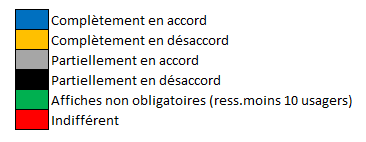 Complètement en accord
Complètement en désaccord
Partiellement en accord
Partiellement en désaccord
Affiches non obligatoires (ress.moins 10 usagers)
Indifférent